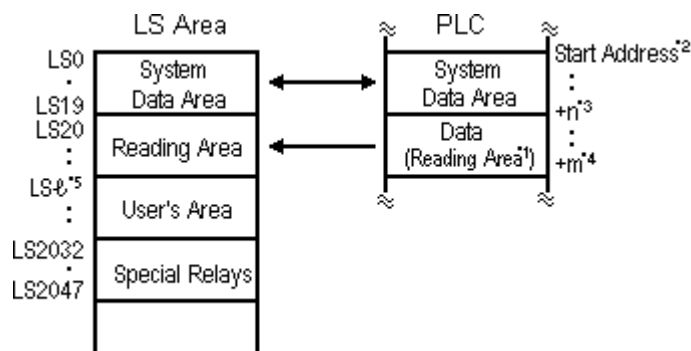 LS Area
PLC
LS0
:
LS19
LS20
:
LS-ℓ*5
:
LS2032
:
LS2047
System
Data Area
Reading Area
User's Area
Special Relays
System
Data Area
Data
(Reading Area*1)
Start Address*2
:
+n*3
:
+m*4